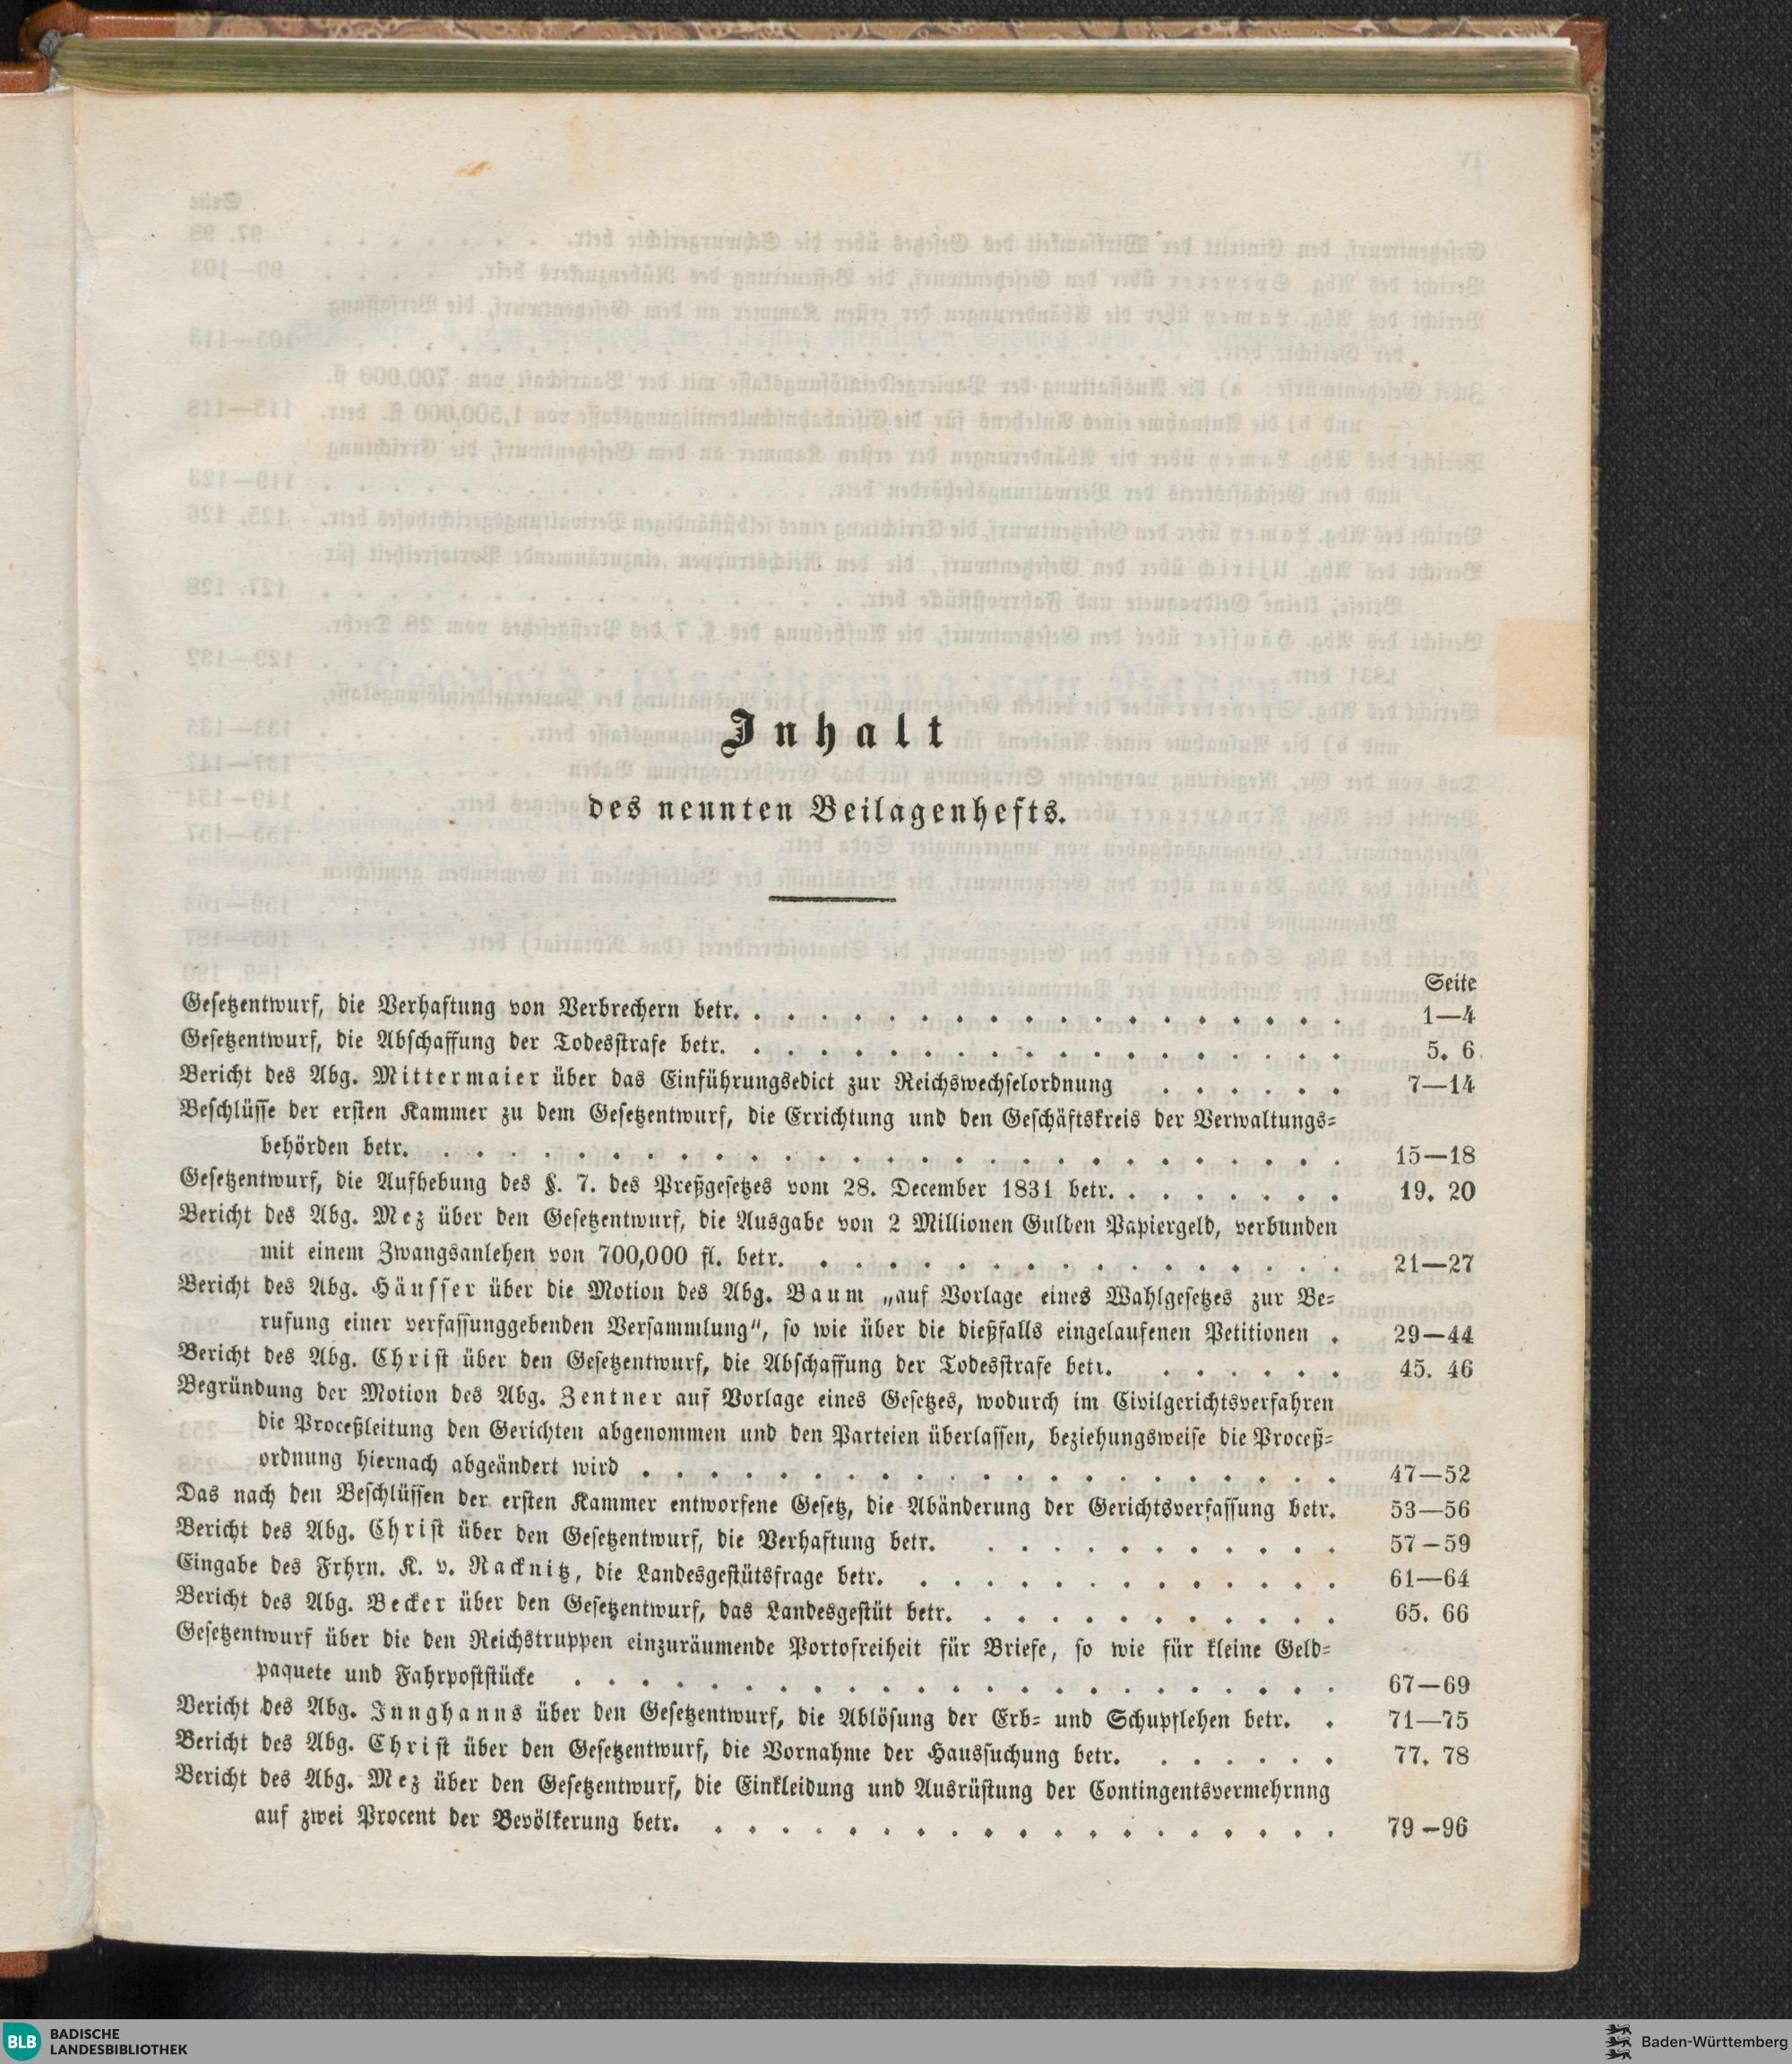 Inhalt
des neunten Beilagenhefts.
Seite
Gesetzentwurf, die Verhaftung von Verbrechern betr. . . . . . . . . . . . . . . . . . . 1—4
Gesetzentwurf, die Abschaffung der Todesstrafe betr. . . . . . . . . . . . . . . . . . . 5. 6
Bericht des Abg. Mittermaier über das Einführungsedict zur Reichswechselordnung . . . . . . 7—14
Beschlüsse der ersten Kammer zu dem Gesetzentwurf, die Errichtung und den Geschäftskreis der Verwaltungs-
behörden betr. . . . . . . . . . . . . . . . . . . . . . . . . . . . . 15—18
Gesetzentwurf, die Aufhebung des §. 7. des Preßgesetzes vom 28. December 1831 betr. . . . . . . . 19. 20
Bericht des Abg. Mez über den Gesetzentwurf, die Ausgabe von 2 Millionen Gulden Papiergeld, verbunden
mit einem Zwangsanlehen von 700,000 fl. betr. . . . . . . . . . . . . . . . . 21—27
Bericht des Abg. Häusser über die Motion des Abg. Baum „auf Vorlage eines Wahlgesetzes zur Be-
rufung einer verfassunggebenden Versammlung“, so wie über die dießfalls eingelaufenen Petitionen . 29—44
Bericht des Abg. Christ über den Gesetzentwurf, die Abschaffung der Todesstrafe betr. . . . . . . 45. 46
Begründung der Motion des Abg. Zentner auf Vorlage eines Gesetzes, wodurch im Civilgerichtsverfahren
die Proceßleitung den Gerichten abgenommen und den Parteien überlassen, beziehungsweise die Proceß-
ordnung hiernach abgeändert wird . . . . . . . . . . . . . . . . . . . . . 47—52
Das nach den Beschlüssen der ersten Kammer entworfene Gesetz, die Abänderung der Gerichtsverfassung betr. 53—56
Bericht des Abg. Christ über den Gesetzentwurf, die Verhaftung betr. . . . . . . . . . . . 57—59
Eingabe des Frhrn. K. v. Racknitz, die Landesgestütsfrage betr. . . . . . . . . . . . . . 61—64
Bericht des Abg. Becker über den Gesetzentwurf, das Landesgestüt betr. . . . . . . . . . . . 65. 66
Gesetzentwurf über die den Reichstruppen einzuräumende Portofreiheit für Briefe, so wie für kleine Geld-
paquete und Fahrpoststücke . . . . . . . . . . . . . . . . . . . . . . . 67—69
Bericht des Abg. Junghanns über den Gesetzentwurf, die Ablösung der Erb- und Schupflehen betr. . 71—75
Bericht des Abg. Christ über den Gesetzentwurf, die Vornahme der Haussuchung betr. . . . . . . 77. 78
Bericht des Abg. Mez über den Gesetzentwurf, die Einkleidung und Ausrüstung der Contingentsvermehrnng
auf zwei Procent der Bevölkerung betr. . . . . . . . . . . . . . . . . . . . 79—96
BLB
BADISCHE
LANDESBIBLIOTHEK
Baden-Württemberg